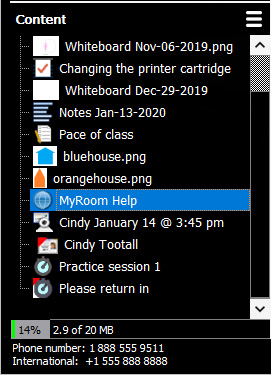 Content
Whiteboard Nov-06-2019.png
Changing the printer cartridge
Whiteboard Dec-29-2019
Notes Jan-13-2020
Pace of class
bluehouse.png
orangehouse.png
MyRoom Help
Cindy January 14 @ 3:45 pm
Cindy Tootall
Practice session 1
Please return in
14% 2.9 of 20 MB
Phone number: 1 888 555 9511
International: +1 555 888 8888